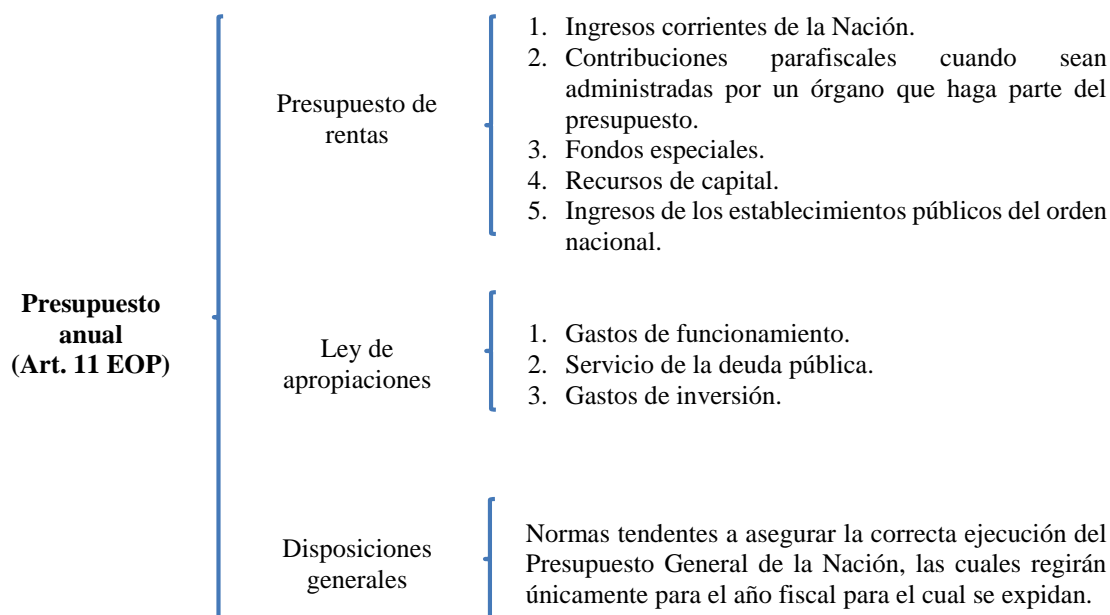 Presupuesto
anual
(Art. 11 EOP)
Presupuesto de
rentas
1. Ingresos corrientes de la Nación.
2. Contribuciones parafiscales cuando sean
administradas por un órgano que haga parte del
presupuesto.
3. Fondos especiales.
4. Recursos de capital.
5. Ingresos de los establecimientos públicos del orden
nacional.
Ley de
apropiaciones
1. Gastos de funcionamiento.
2. Servicio de la deuda pública.
3. Gastos de inversión.
Disposiciones
generales
Normas tendentes a asegurar la correcta ejecución del
Presupuesto General de la Nación, las cuales regirán
únicamente para el año fiscal para el cual se expidan.